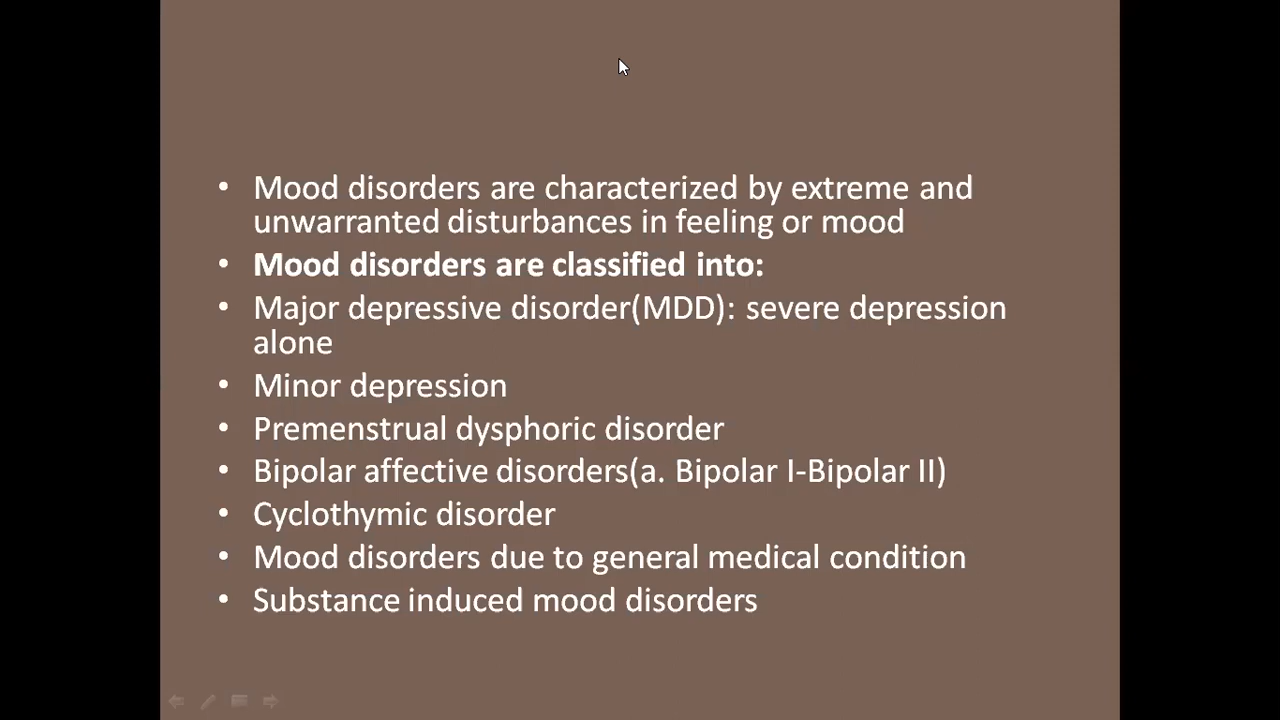 • Mood disorders are characterized by extreme and
unwarranted disturbances in feeling or mood
• Mood disorders are classified into:
• Major depressive disorder(MDD): severe depression
alone
• Minor depression
• Premenstrual dysphoric disorder
• Bipolar affective disorders(a. Bipolar I-Bipolar II)
• Cyclothymic disorder
• Mood disorders due to general medical condition
• Substance induced mood disorders